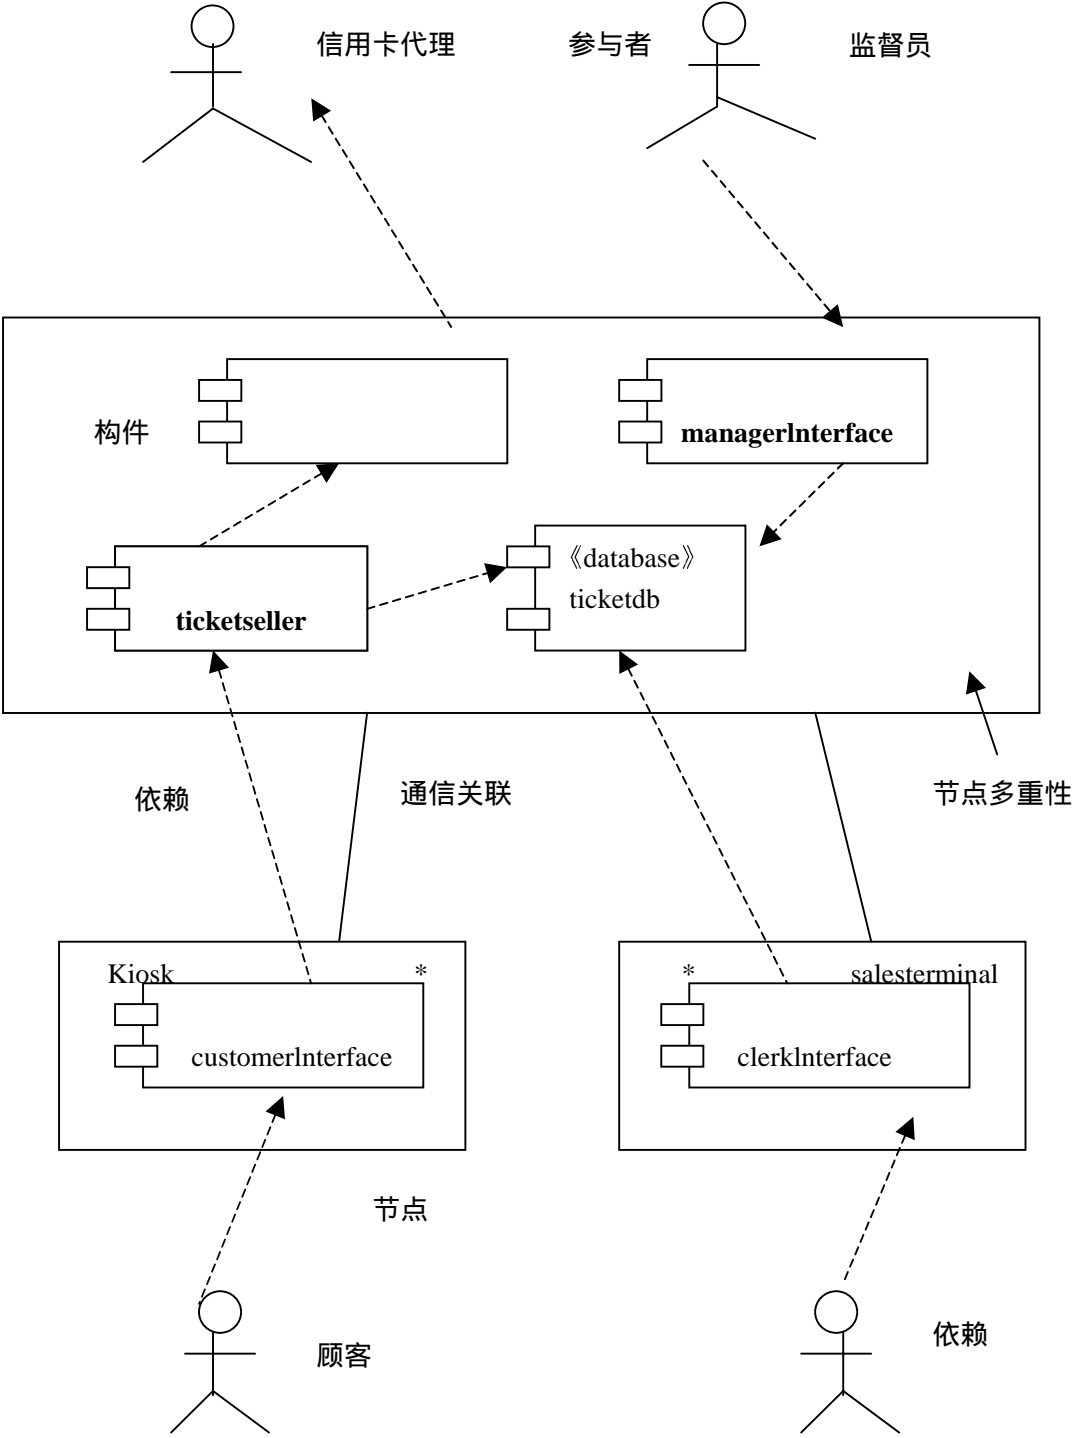 信用卡代理
参与者
监督员
构件
managerlnterface
《database》
ticketdb
ticketseller
依赖
通信关联
节点多重性
Kiosk
*
*
salesterminal
customerlnterface
clerklnterface
节点
顾客
依赖